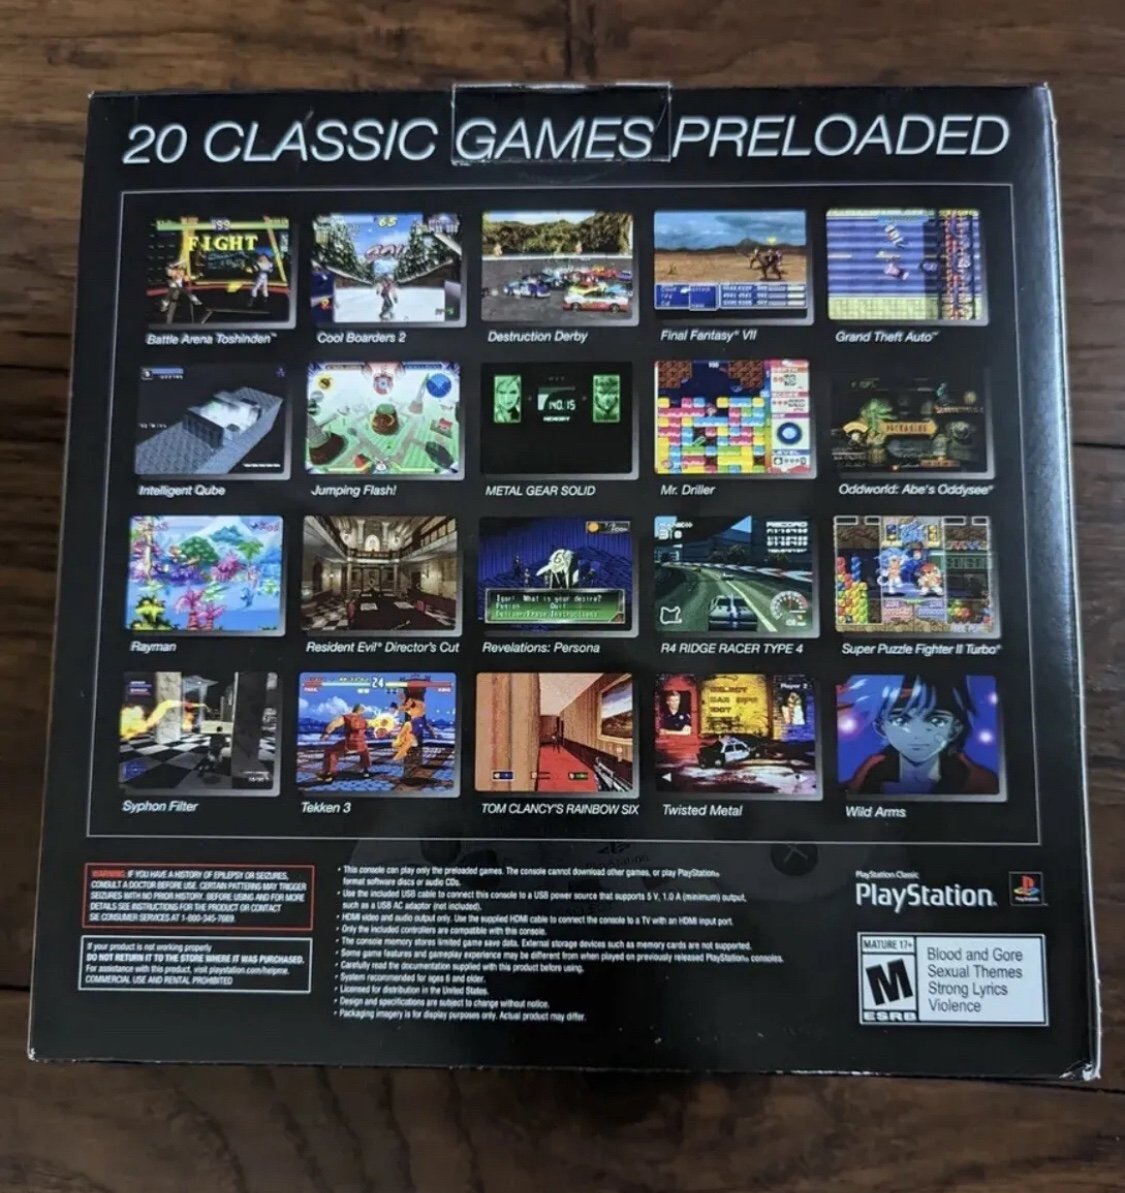 20 CLASSIC GAMES PRELOADED
FIGHT
Battle Arena Toshinden™
Cool Boarders 2
Destruction Derby
Final Fantasy® VII
Grand Theft Auto™
Intelligent Qube
Jumping Flash!
140.15
MEMORY
METAL GEAR SOLID
Mr. Driller
Oddworld: Abe's Oddysee®
Rayman
Resident Evil® Director's Cut
Igor: What is your desire?
Revelations: Persona
RECORD
R4 RIDGE RACER TYPE 4
Super Puzzle Fighter II Turbo®
Syphon Filter
24
Tekken 3
TOM CLANCY'S RAINBOW SIX
Player 2
Twisted Metal
Wild Arms
WARNING: IF YOU HAVE A HISTORY OF EPILEPSY OR SEIZURES,
CONSULT A DOCTOR BEFORE USE. CERTAIN PATTERNS MAY TRIGGER
SEIZURES WITH NO PRIOR HISTORY. BEFORE USING AND FOR MORE
DETAILS SEE INSTRUCTIONS FOR THE PRODUCT OR CONTACT
SIE CONSUMER SERVICES AT 1-800-345-7669.
If your product is not working properly
DO NOT RETURN IT TO THE STORE WHERE IT WAS PURCHASED.
For assistance with this product, visit playstation.com/helpme.
COMMERCIAL USE AND RENTAL PROHIBITED
• This console can play only the preloaded games. The console cannot download other games, or play PlayStation®
format software discs or audio CDs.
• Use the included USB cable to connect this console to a USB power source that supports 5 V, 1.0 A (minimum) output,
such as a USB AC adaptor (not included).
• HDMI video and audio output only. Use the supplied HDMI cable to connect the console to a TV with an HDMI input port.
• Only the included controllers are compatible with this console.
• The console memory stores limited game save data. External storage devices such as memory cards are not supported.
• Some game features and gameplay experience may be different from when played on previously released PlayStation® consoles.
• Carefully read the documentation supplied with this product before using.
• System recommended for ages 6 and older.
• Licensed for distribution in the United States.
• Design and specifications are subject to change without notice.
• Packaging imagery is for display purposes only. Actual product may differ.
PlayStation Classic
PlayStation®
MATURE 17+
M
ESRB
Blood and Gore
Sexual Themes
Strong Lyrics
Violence